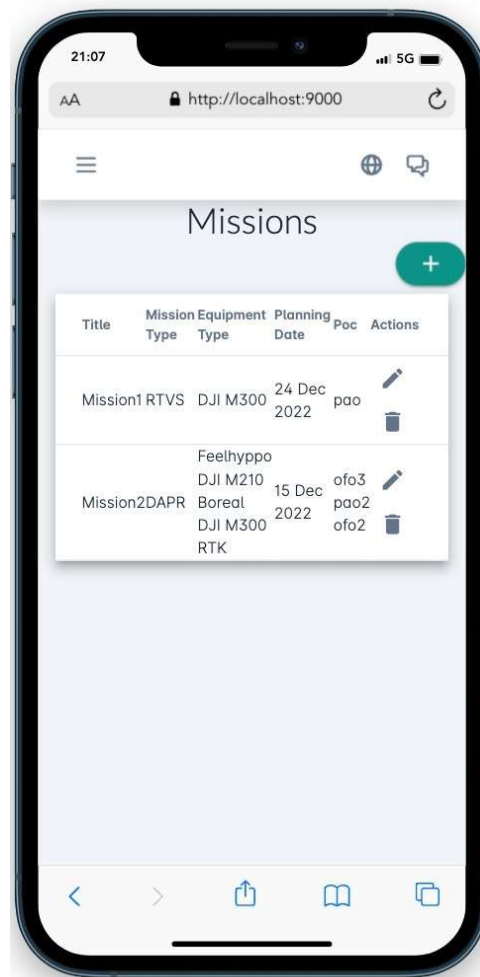 21:07
5G
AA
http://localhost:9000
Missions
+
Title Mission Type Equipment Type Planning Date Poc Actions
Mission1 RTVS DJI M300 24 Dec 2022 pao
Mission2 DAPR Feelhyppo DJI M210 Boreal DJI M300 RTK 15 Dec 2022 ofo3 pao2 ofo2